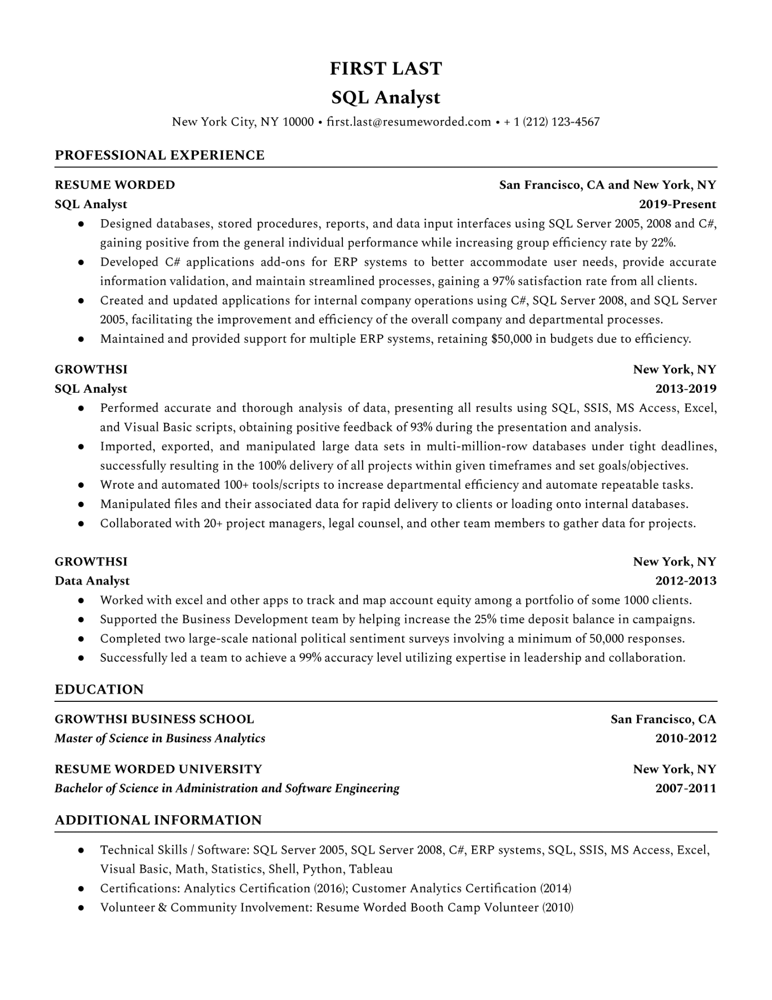 FIRST LAST
SQL Analyst
New York City, NY 10000 • first.last@resumeworded.com • + 1 (212) 123-4567
PROFESSIONAL EXPERIENCE
RESUME WORDED San Francisco, CA and New York, NY
SQL Analyst 2019-Present
● Designed databases, stored procedures, reports, and data input interfaces using SQL Server 2005, 2008 and C#,
gaining positive from the general individual performance while increasing group efficiency rate by 22%.
● Developed C# applications add-ons for ERP systems to better accommodate user needs, provide accurate
information validation, and maintain streamlined processes, gaining a 97% satisfaction rate from all clients.
● Created and updated applications for internal company operations using C#, SQL Server 2008, and SQL Server
2005, facilitating the improvement and efficiency of the overall company and departmental processes.
● Maintained and provided support for multiple ERP systems, retaining $50,000 in budgets due to efficiency.
GROWTHSI New York, NY
SQL Analyst 2013-2019
● Performed accurate and thorough analysis of data, presenting all results using SQL, SSIS, MS Access, Excel,
and Visual Basic scripts, obtaining positive feedback of 93% during the presentation and analysis.
● Imported, exported, and manipulated large data sets in multi-million-row databases under tight deadlines,
successfully resulting in the 100% delivery of all projects within given timeframes and set goals/objectives.
● Wrote and automated 100+ tools/scripts to increase departmental efficiency and automate repeatable tasks.
● Manipulated files and their associated data for rapid delivery to clients or loading onto internal databases.
● Collaborated with 20+ project managers, legal counsel, and other team members to gather data for projects.
GROWTHSI New York, NY
Data Analyst 2012-2013
● Worked with excel and other apps to track and map account equity among a portfolio of some 1000 clients.
● Supported the Business Development team by helping increase the 25% time deposit balance in campaigns.
● Completed two large-scale national political sentiment surveys involving a minimum of 50,000 responses.
● Successfully led a team to achieve a 99% accuracy level utilizing expertise in leadership and collaboration.
EDUCATION
GROWTHSI BUSINESS SCHOOL San Francisco, CA
Master of Science in Business Analytics 2010-2012
RESUME WORDED UNIVERSITY New York, NY
Bachelor of Science in Administration and Software Engineering 2007-2011
ADDITIONAL INFORMATION
● Technical Skills / Software: SQL Server 2005, SQL Server 2008, C#, ERP systems, SQL, SSIS, MS Access, Excel,
Visual Basic, Math, Statistics, Shell, Python, Tableau
● Certifications: Analytics Certification (2016); Customer Analytics Certification (2014)
● Volunteer & Community Involvement: Resume Worded Booth Camp Volunteer (2010)